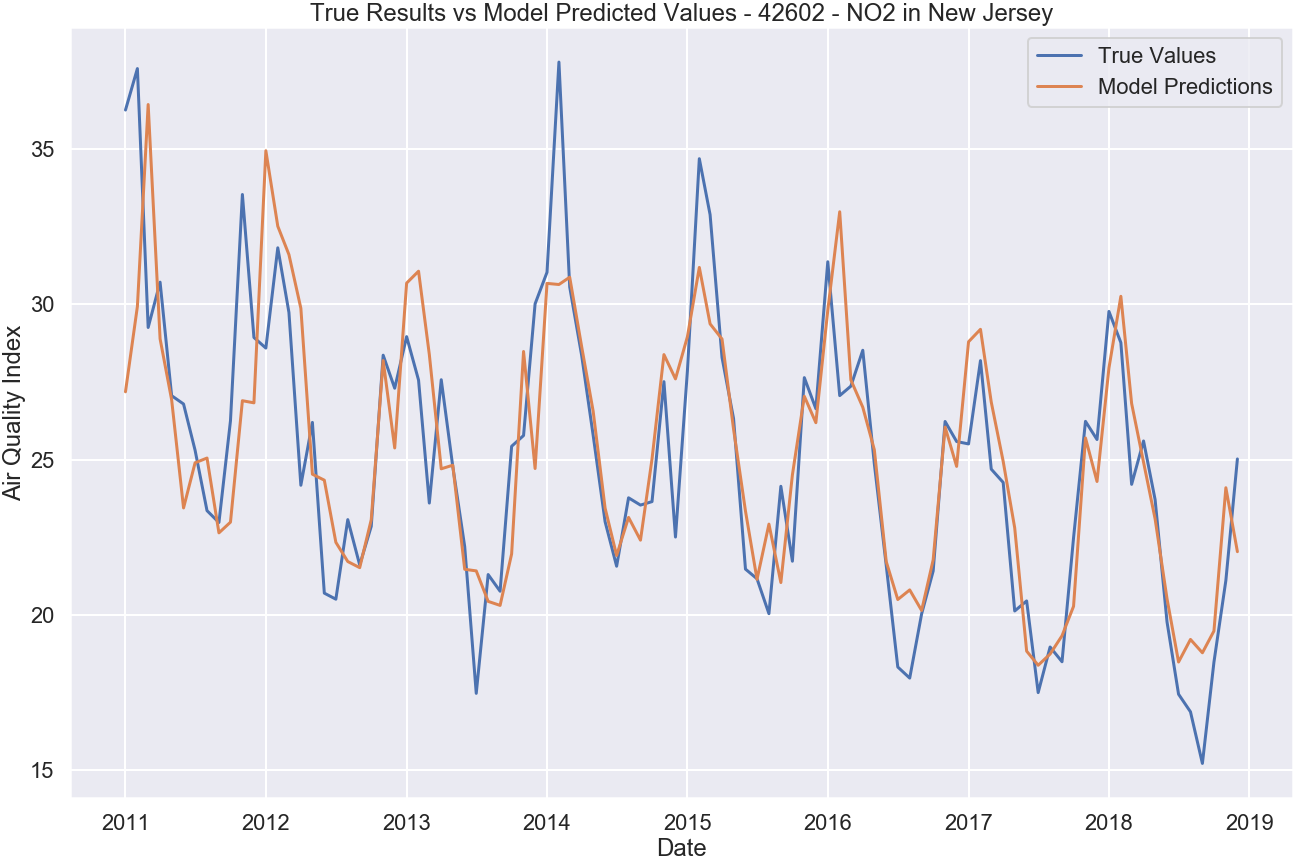 True Results vs Model Predicted Values - 42602 - NO2 in New Jersey
True Values
Model Predictions
Air Quality Index
35
30
25
20
15
2011 2012 2013 2014 2015 2016 2017 2018 2019
Date